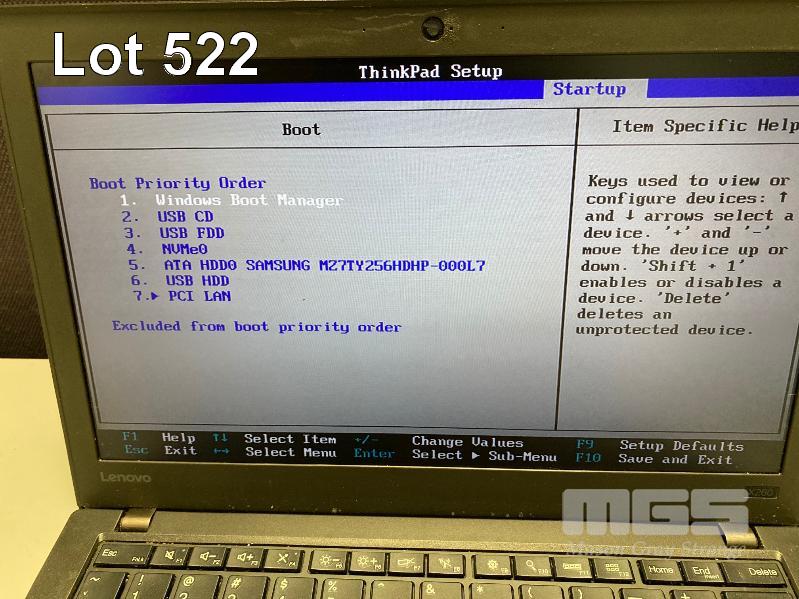 Lot 522
ThinkPad Setup
Startup
Boot
Item Specific Help
Boot Priority Order
1. Windows Boot Manager
2. USB CD
3. USB FDD
4. NVMe0
5. ATA HDD0 SAMSUNG MZ7TY256HDHP-000L7
6. USB HDD
7.▶ PCI LAN
Excluded from boot priority order
Keys used to view or
configure devices: ↑
and ↓ arrows select a
device. '+' and '-'
move the device up or
down. 'Shift + 1'
enables or disables a
device. 'Delete'
deletes an
unprotected device.
F1 Help ↑↓ Select Item +/- Change Values F9 Setup Defaults
Esc Exit ←→ Select Menu Enter Select ▶ Sub-Menu F10 Save and Exit
Lenovo
X260
MGS
Mason Gray Strange
Esc Home End Delete
Insert
~ ! @ # $ % ^ & * (